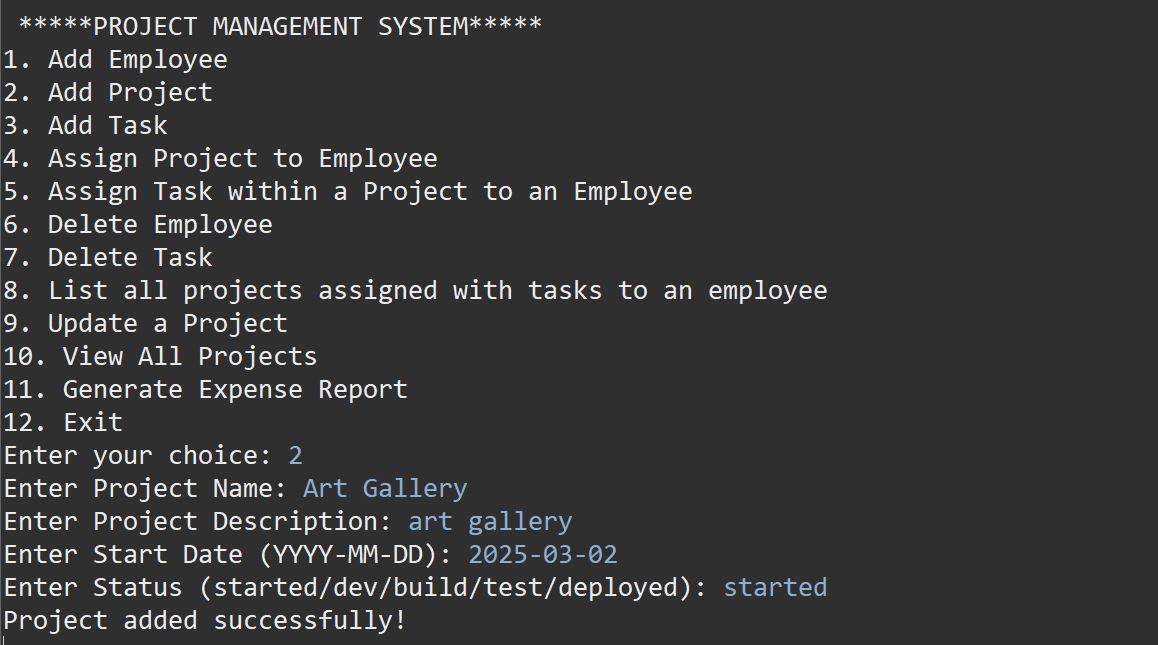 *****PROJECT MANAGEMENT SYSTEM*****
1. Add Employee
2. Add Project
3. Add Task
4. Assign Project to Employee
5. Assign Task within a Project to an Employee
6. Delete Employee
7. Delete Task
8. List all projects assigned with tasks to an employee
9. Update a Project
10. View All Projects
11. Generate Expense Report
12. Exit
Enter your choice: 2
Enter Project Name: Art Gallery
Enter Project Description: art gallery
Enter Start Date (YYYY-MM-DD): 2025-03-02
Enter Status (started/dev/build/test/deployed): started
Project added successfully!